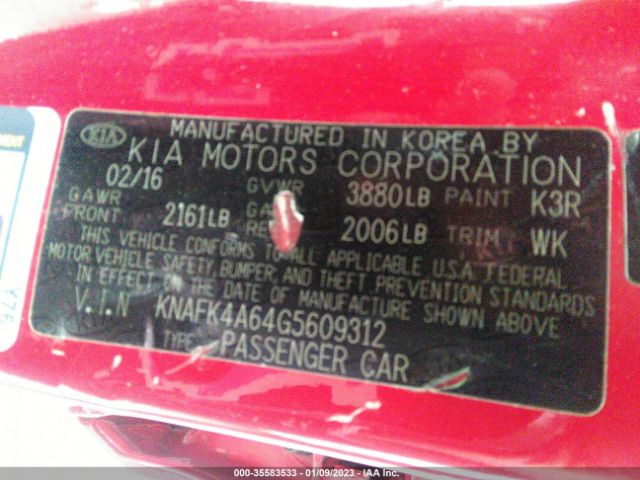 KIA
MANUFACTURED IN KOREA BY
KIA MOTORS CORPORATION
02/16 GVWR 3880LB PAINT K3R
GAWR
FRONT 2161LB 2006LB TRIM WK
THIS VEHICLE CONFORMS TO ALL APPLICABLE U.S.A. FEDERAL
MOTOR VEHICLE SAFETY, BUMPER, AND THEFT PREVENTION STANDARDS
IN EFFECT ON THE DATE OF MANUFACTURE SHOWN ABOVE
V.I.N KNAFK4A64G5609312
TYPE PASSENGER CAR
Y76
000-35583533 - 01/09/2023 - IAA Inc.